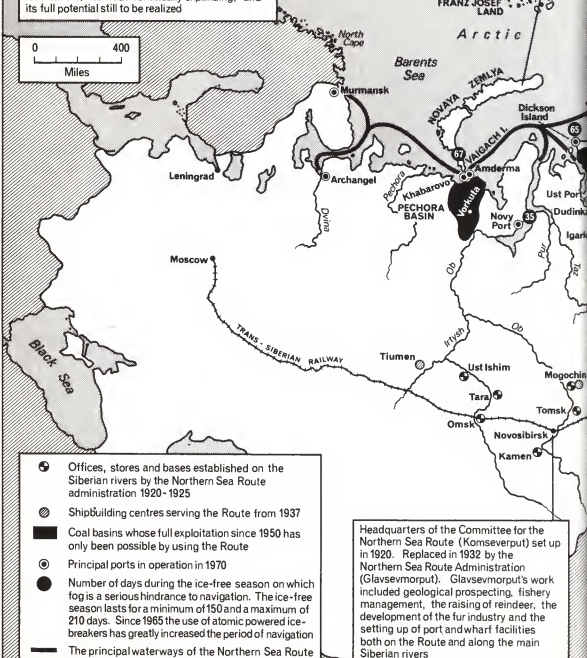 expanding, and
its full potential still to be realized
0 400
Miles
FRANZ JOSEF
LAND
Arctic
North
Cape
Barents
Sea
Murmansk
NOVAYA ZEMLYA
Dickson
Island
65
67
VAIGACH I.
Amderma
Leningrad
Archangel
Pechora
Khabarovo
Vorkuta
Ust Port
PECHORA
BASIN
Novy
Port
35
Dudink
Igark
Dvina
Moscow
Ob
Pur
Taz
TRANS-SIBERIAN RAILWAY
Irtysh
Ob
Black Sea
Tiumen
Ust Ishim
Mogochin
Tara
Tomsk
Omsk
Novosibirsk
Kamen
Offices, stores and bases established on the
Siberian rivers by the Northern Sea Route
administration 1920-1925
Shipbuilding centres serving the Route from 1937
Coal basins whose full exploitation since 1950 has
only been possible by using the Route
Principal ports in operation in 1970
Number of days during the ice-free season on which
fog is a serious hindrance to navigation. The ice-free
season lasts for a minimum of 150 and a maximum of
210 days. Since 1965 the use of atomic powered ice-
breakers has greatly increased the period of navigation
The principal waterways of the Northern Sea Route
Headquarters of the Committee for the
Northern Sea Route (Komseverput) set up
in 1920. Replaced in 1932 by the
Northern Sea Route Administration
(Glavsevmorput). Glavsevmorput's work
included geological prospecting, fishery
management, the raising of reindeer, the
development of the fur industry and the
setting up of port and wharf facilities
both on the Route and along the main
Siberian rivers